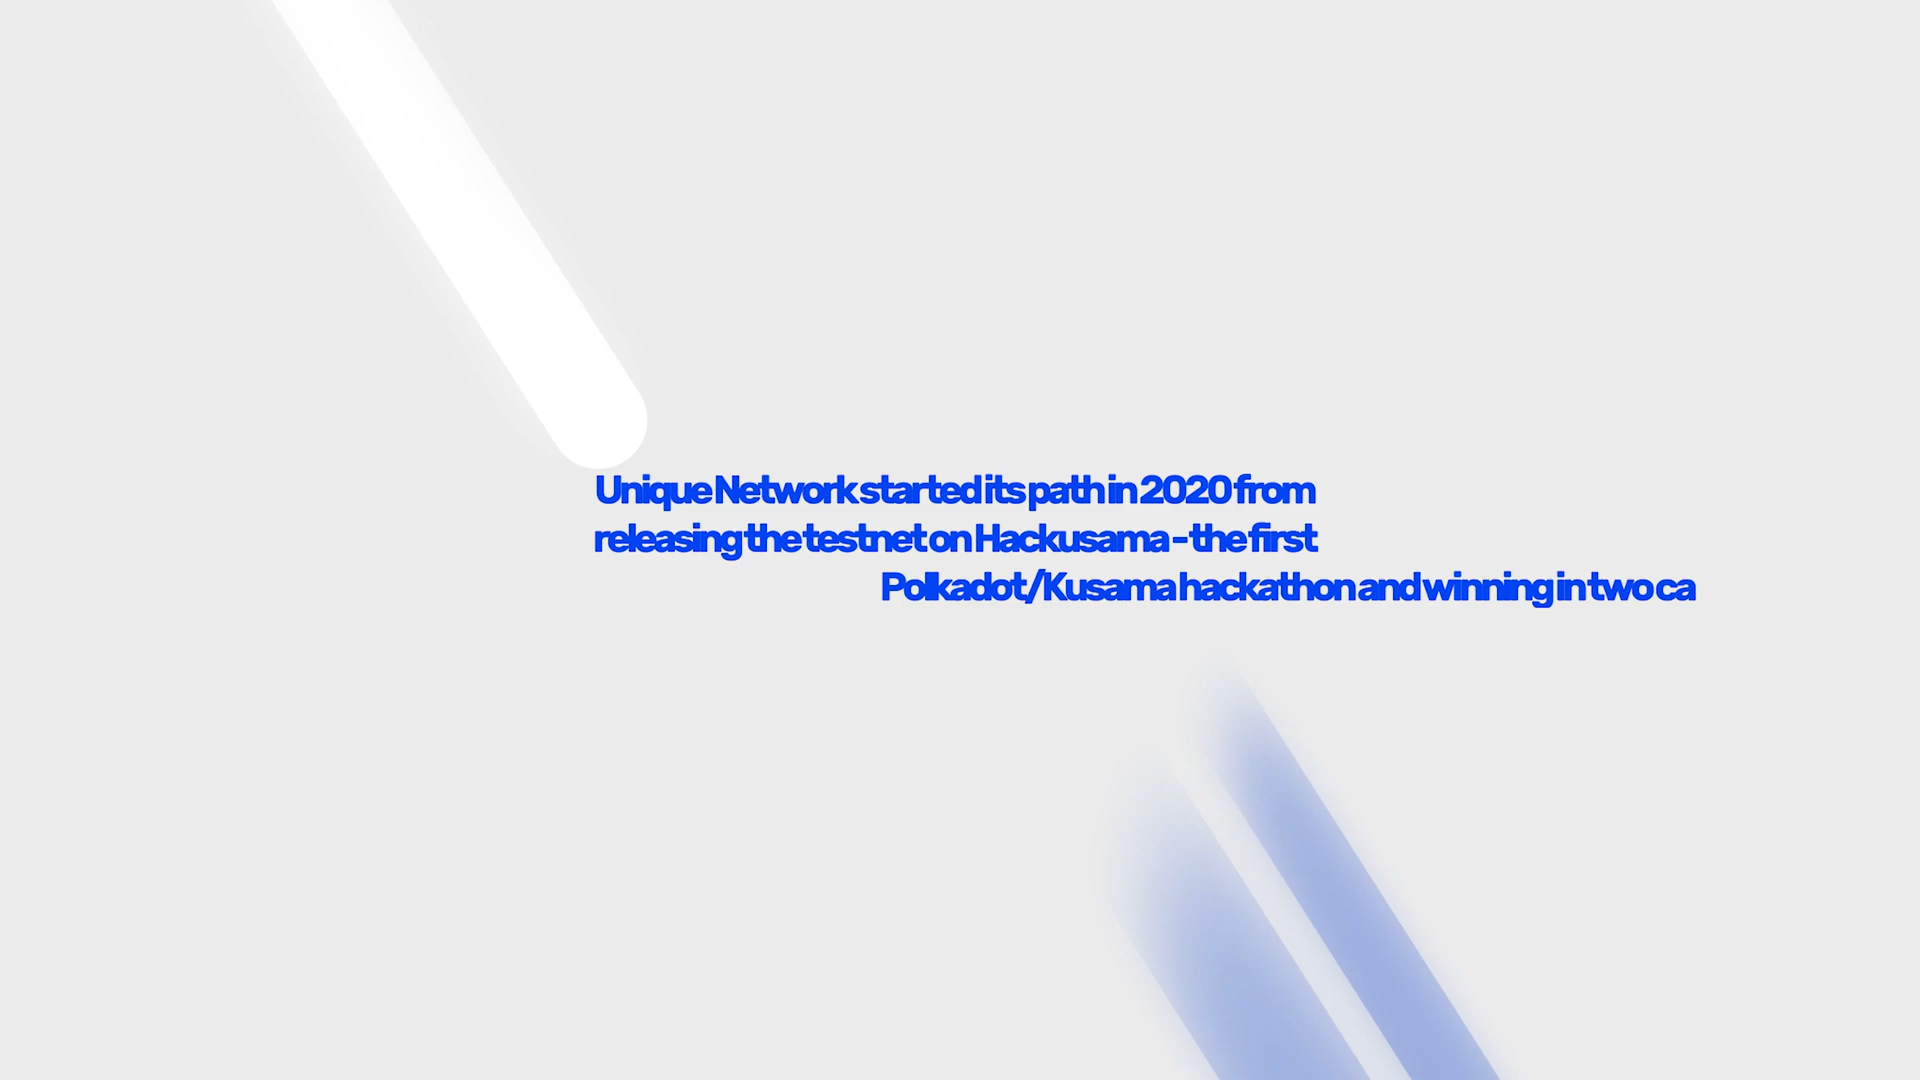 Unique Network started its path in 2020 from
releasing the testnet on Hackusama - the first
Polkadot/Kusama hackathon and winning in two ca